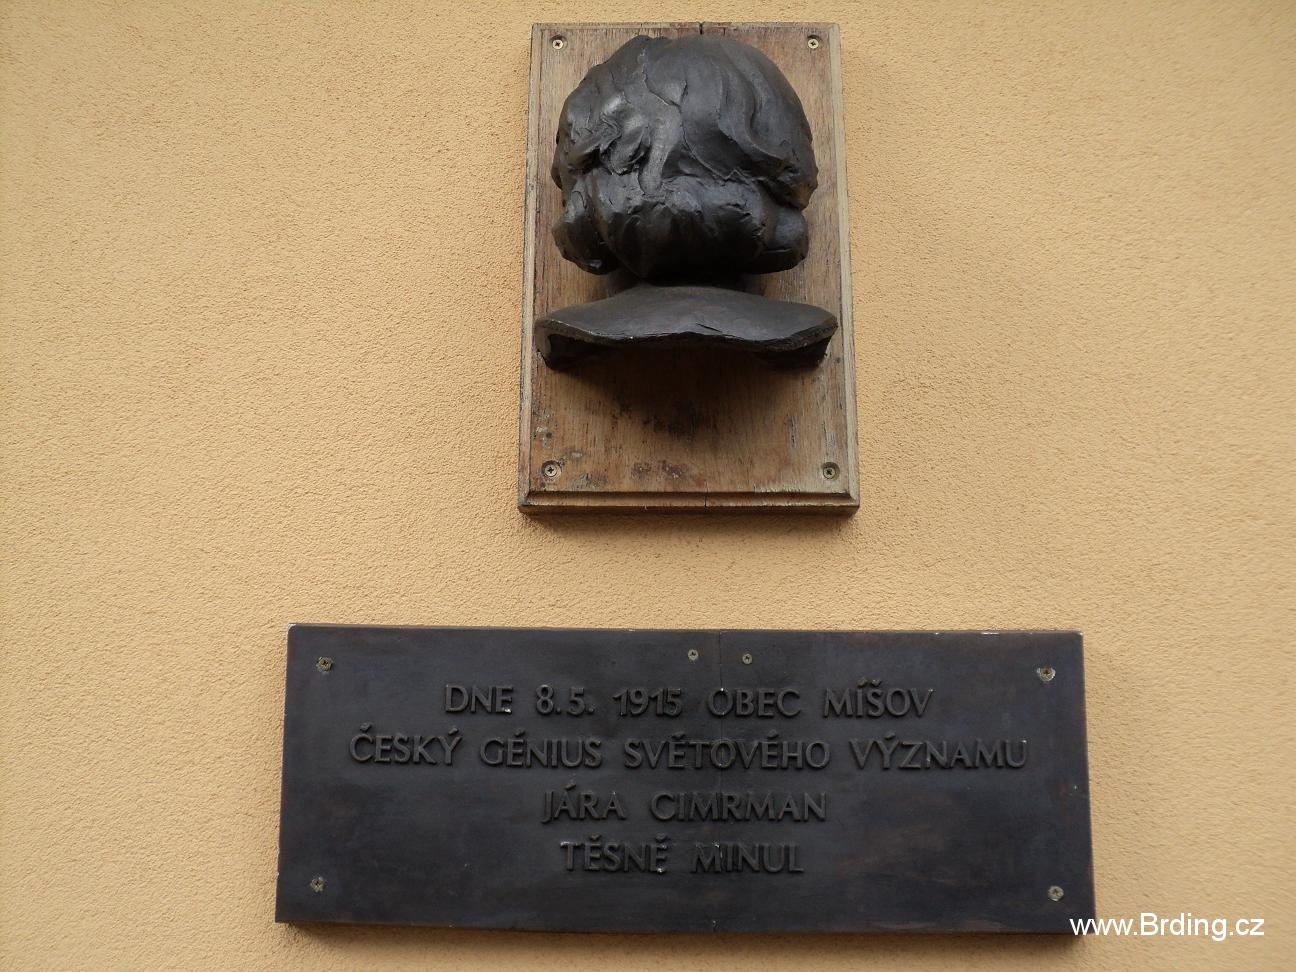 DNE 8.5. 1915 OBEC MÍŠOV
ČESKÝ GÉNIUS SVĚTOVÉHO VÝZNAMU
JÁRA CIMRMAN
TĚSNĚ MINUL
www.Brding.cz